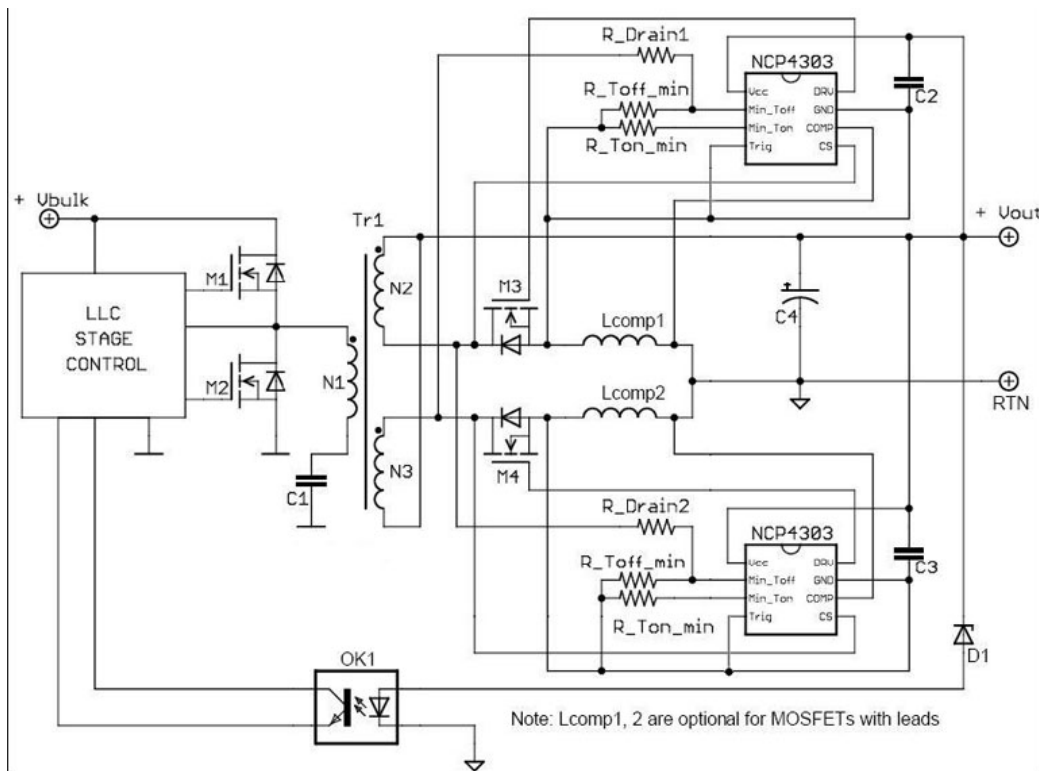 R_Drain1
NCP4303
R_Toff_min
R_Ton_min
Vcc
Min_Toff
Min_Ton
Trig
DRV
GND
COMP
CS
C2
+ Vbulk
+ Vout
Tr1
M1
M2
LLC
STAGE
CONTROL
N1
N2
N3
C1
M3
Lcomp1
C4
Lcomp2
RTN
M4
R_Drain2
NCP4303
R_Toff_min
R_Ton_min
Vcc
Min_Toff
Min_Ton
Trig
DRV
GND
COMP
CS
C3
D1
OK1
+
Note: Lcomp1, 2 are optional for MOSFETs with leads